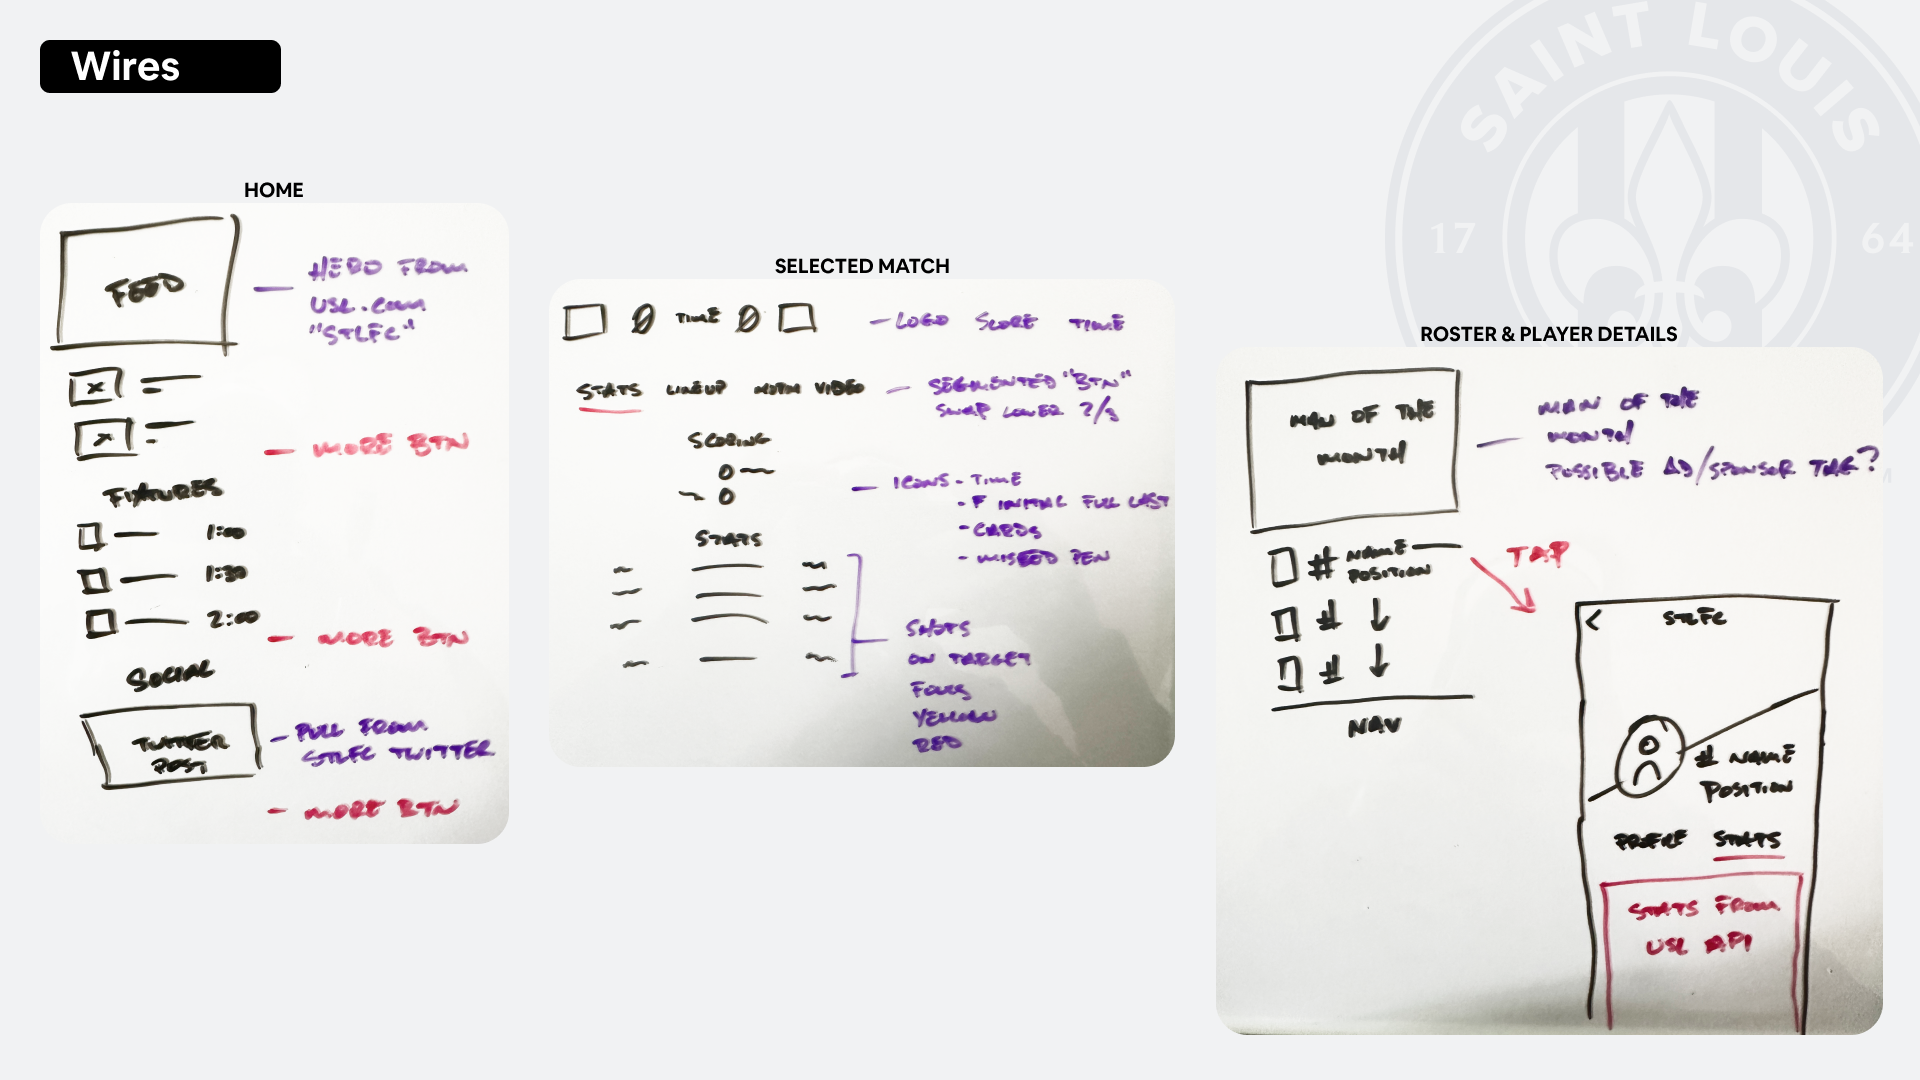 Wires
SAINT LOUIS
17
64
HOME
FEED
HERO FROM
USL.COM
"STLFC"
X
X
MORE BTN
FIXTURES
1:00
1:30
2:00
MORE BTN
SOCIAL
TWITTER
POST
PULL FROM
STLFC TWITTER
MORE BTN
SELECTED MATCH
0 TIME 0
LOGO SCORE TIME
STATS LINEUP MATCH VIDEO
SEGMENTED "BTN"
SWAP LOWER 2/3
SCORING
ICONS - TIME
- F INITIAL FULL LAST
- CARDS
- MISSED PEN
STATS
SHOTS
ON TARGET
FOULS
YELLOW
RED
ROSTER & PLAYER DETAILS
MAN OF THE
MONTH
MAN OF THE
MONTH
POSSIBLE AD/SPONSOR TAG?
# NAME
POSITION
#
#
NAV
TAP
< STLFC
# NAME
POSITION
STATS
STATS FROM
USL API